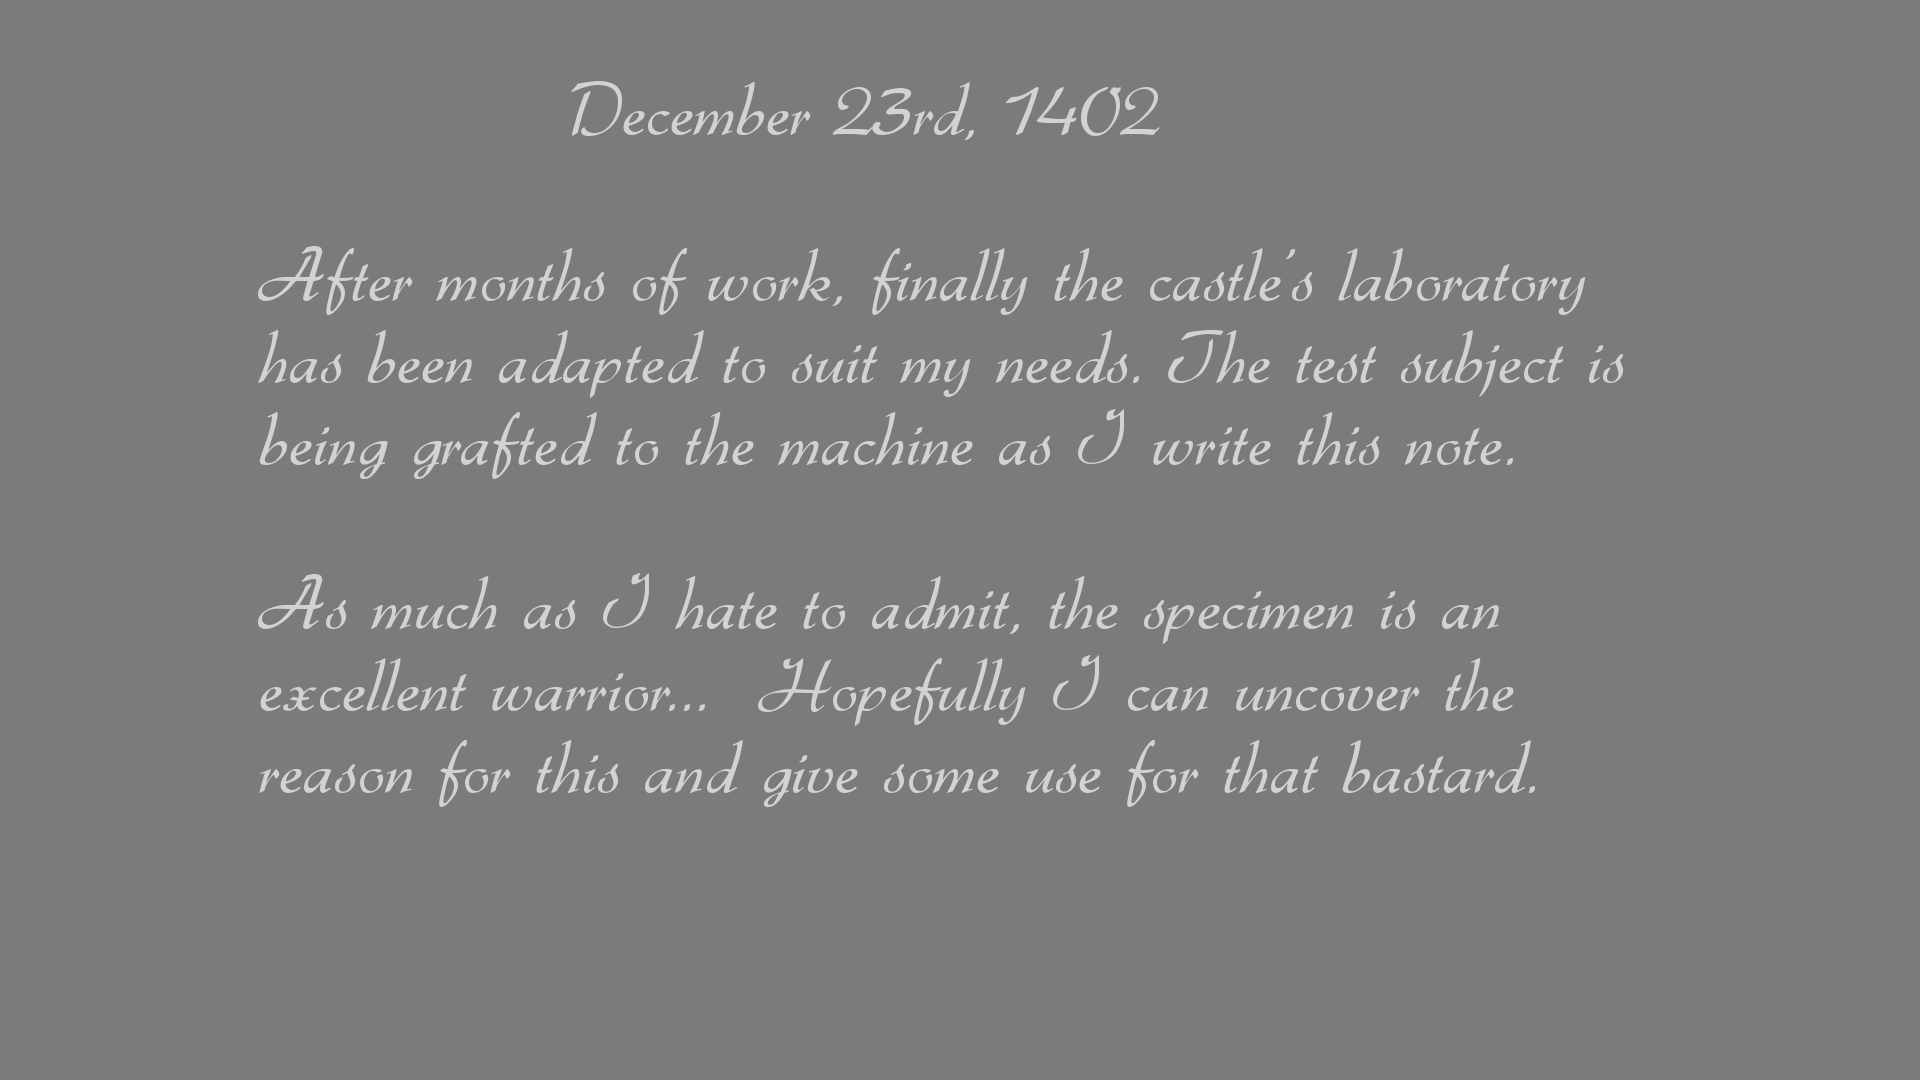 December 23rd, 1402
After months of work, finally the castle's laboratory
has been adapted to suit my needs. The test subject is
being grafted to the machine as I write this note.
As much as I hate to admit, the specimen is an
excellent warrior... Hopefully I can uncover the
reason for this and give some use for that bastard.